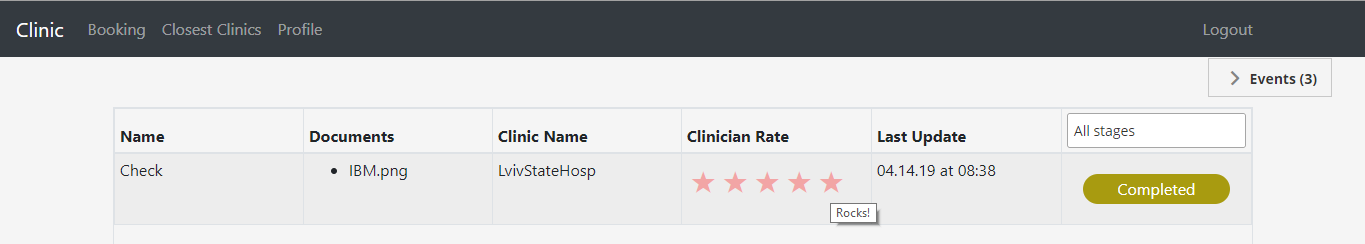 Clinic Booking Closest Clinics Profile Logout
Events (3)
Name Documents Clinic Name Clinician Rate Last Update All stages
Check IBM.png LvivStateHosp 04.14.19 at 08:38
Completed
Rocks!